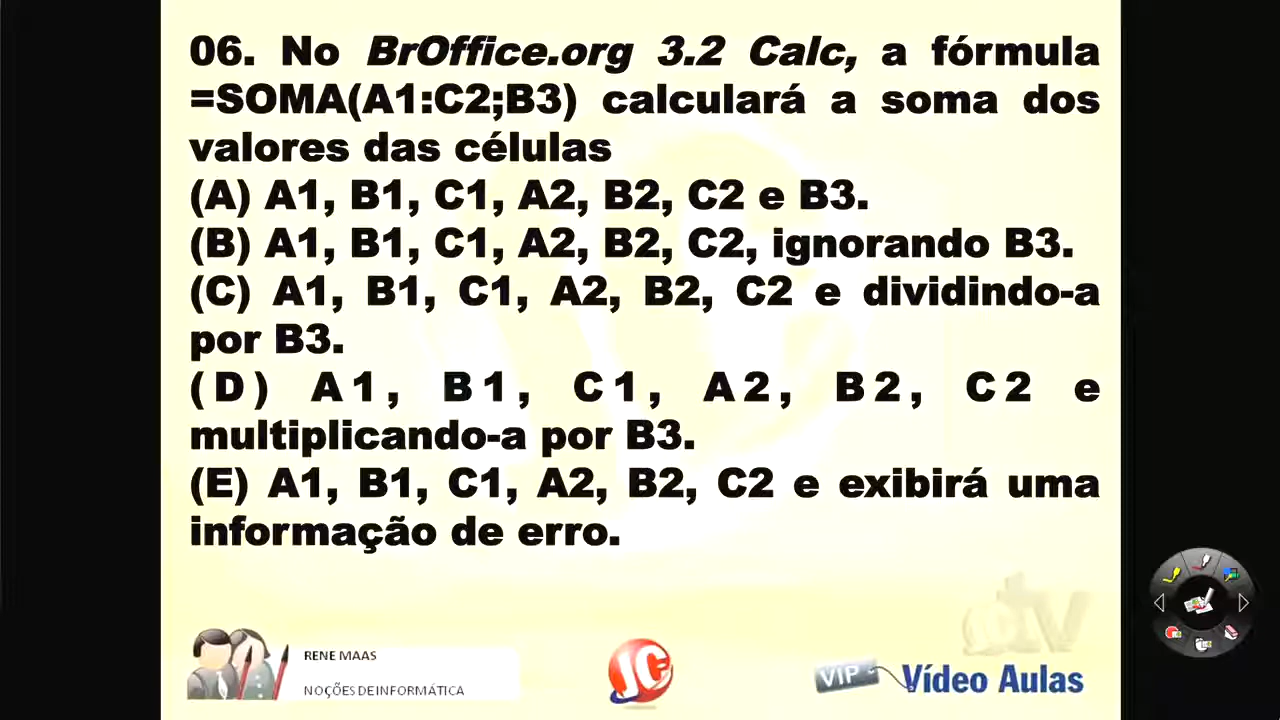 06. No BrOffice.org 3.2 Calc, a fórmula
=SOMA(A1:C2;B3) calculará a soma dos
valores das células
(A) A1, B1, C1, A2, B2, C2 e B3.
(B) A1, B1, C1, A2, B2, C2, ignorando B3.
(C) A1, B1, C1, A2, B2, C2 e dividindo-a
por B3.
(D) A1, B1, C1, A2, B2, C2 e
multiplicando-a por B3.
(E) A1, B1, C1, A2, B2, C2 e exibirá uma
informação de erro.
RENE MAAS
NOÇÕES DE INFORMÁTICA
JC
VIP Vídeo Aulas
JCTV